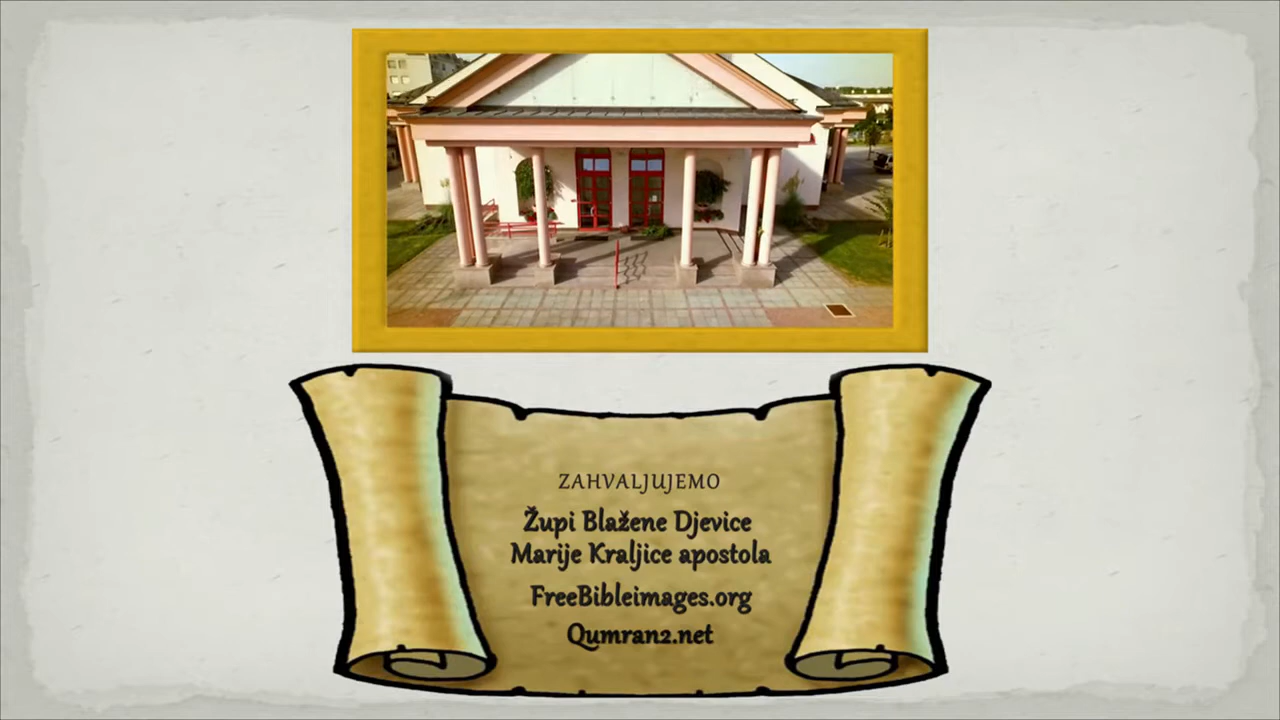 ZAHVALJUJEMO
Župi Blažene Djevice
Marije Kraljice apostola
FreeBibleimages.org
Qumran2.net